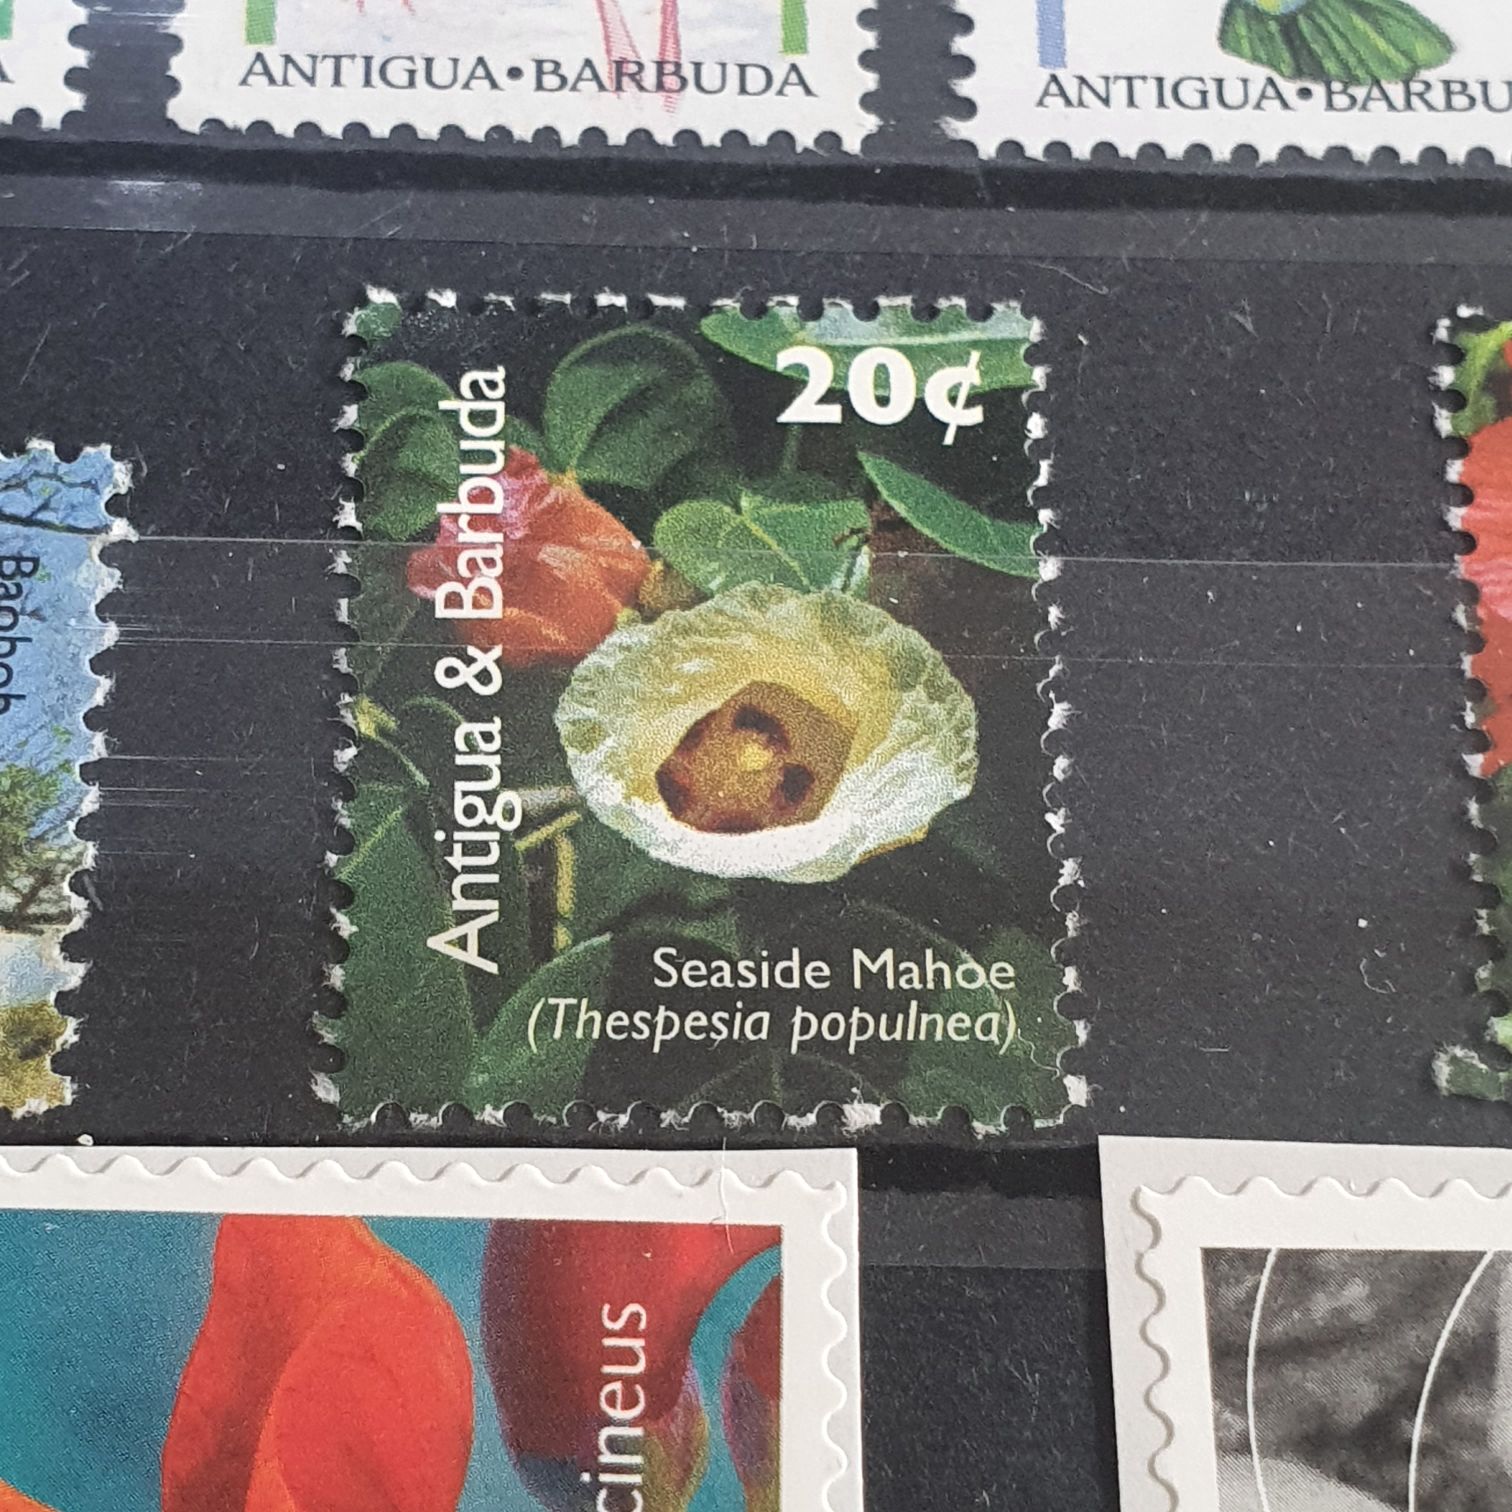 ANTIGUA•BARBUDA
ANTIGUA•BARBU
20¢
Antigua & Barbuda
Baobab
Seaside Mahoe
(Thespesia populnea)
cineus